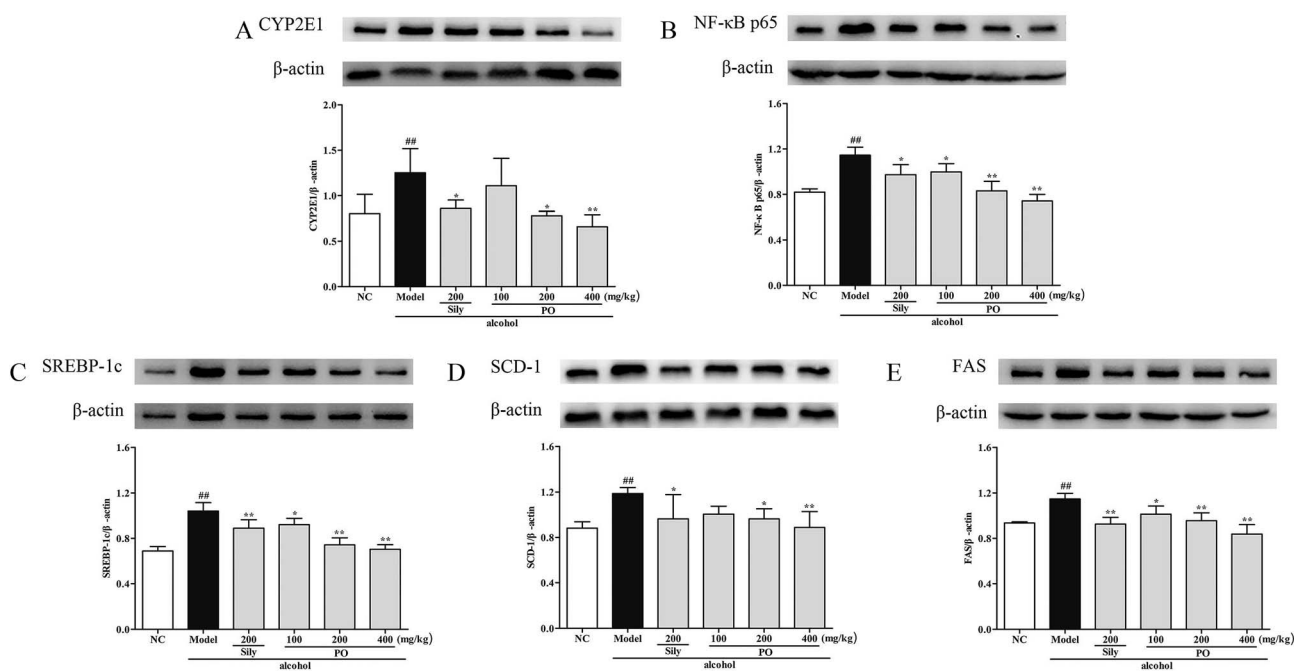 A CYP2E1
β-actin
CYP2E1/β -actin
2.0
1.5
1.0
0.5
0.0
##
*
*
**
NC Model 200 100 200 400 (mg/kg)
Sily PO
alcohol
B NF-κB p65
β-actin
NF-κ B p65/β -actin
1.6
1.2
0.8
0.4
0.0
##
*
*
**
**
NC Model 200 100 200 400 (mg/kg)
Sily PO
alcohol
C SREBP-1c
β-actin
SREBP-1c/β -actin
1.6
1.2
0.8
0.4
0.0
##
**
*
**
**
NC Model 200 100 200 400 (mg/kg)
Sily PO
alcohol
D SCD-1
β-actin
SCD-1/β -actin
1.6
1.2
0.8
0.4
0.0
##
*
*
**
NC Model 200 100 200 400 (mg/kg)
Sily PO
alcohol
E FAS
β-actin
FAS/β -actin
1.6
1.2
0.8
0.4
0.0
##
**
*
**
**
NC Model 200 100 200 400 (mg/kg)
Sily PO
alcohol